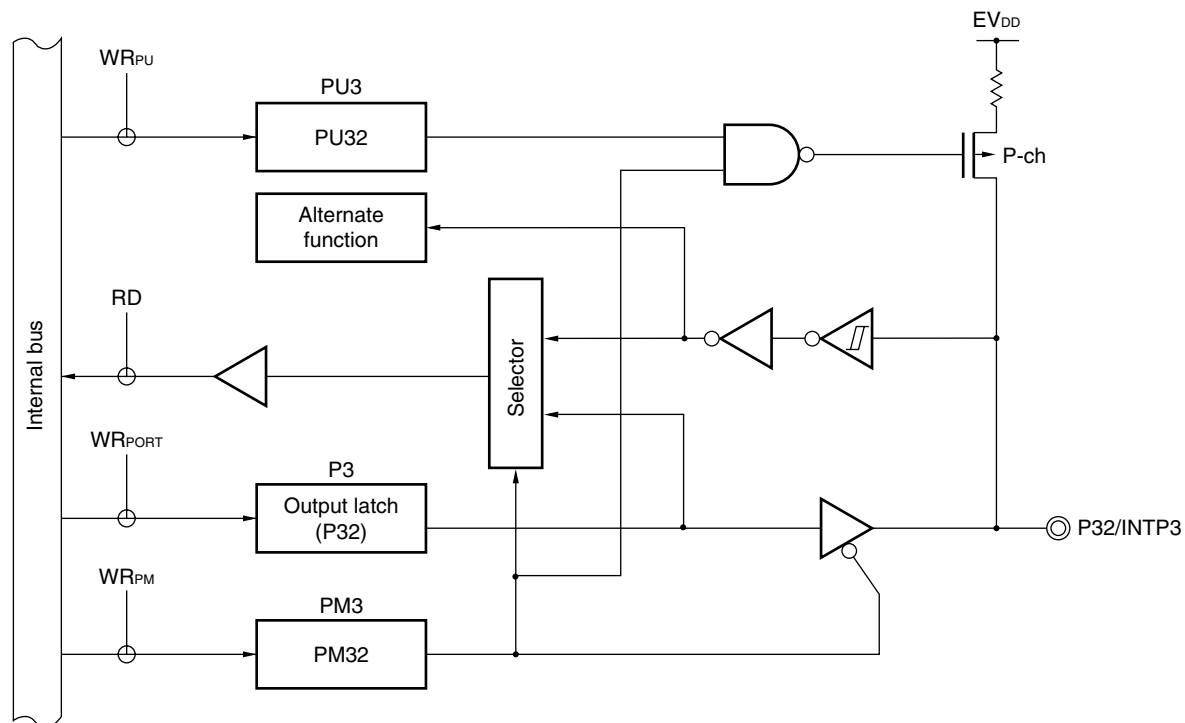 EVDD
WRPU
PU3
PU32
P-ch
Alternate
function
RD
Selector
Internal bus
WRPORT
P3
Output latch
(P32)
P32/INTP3
WRPM
PM3
PM32